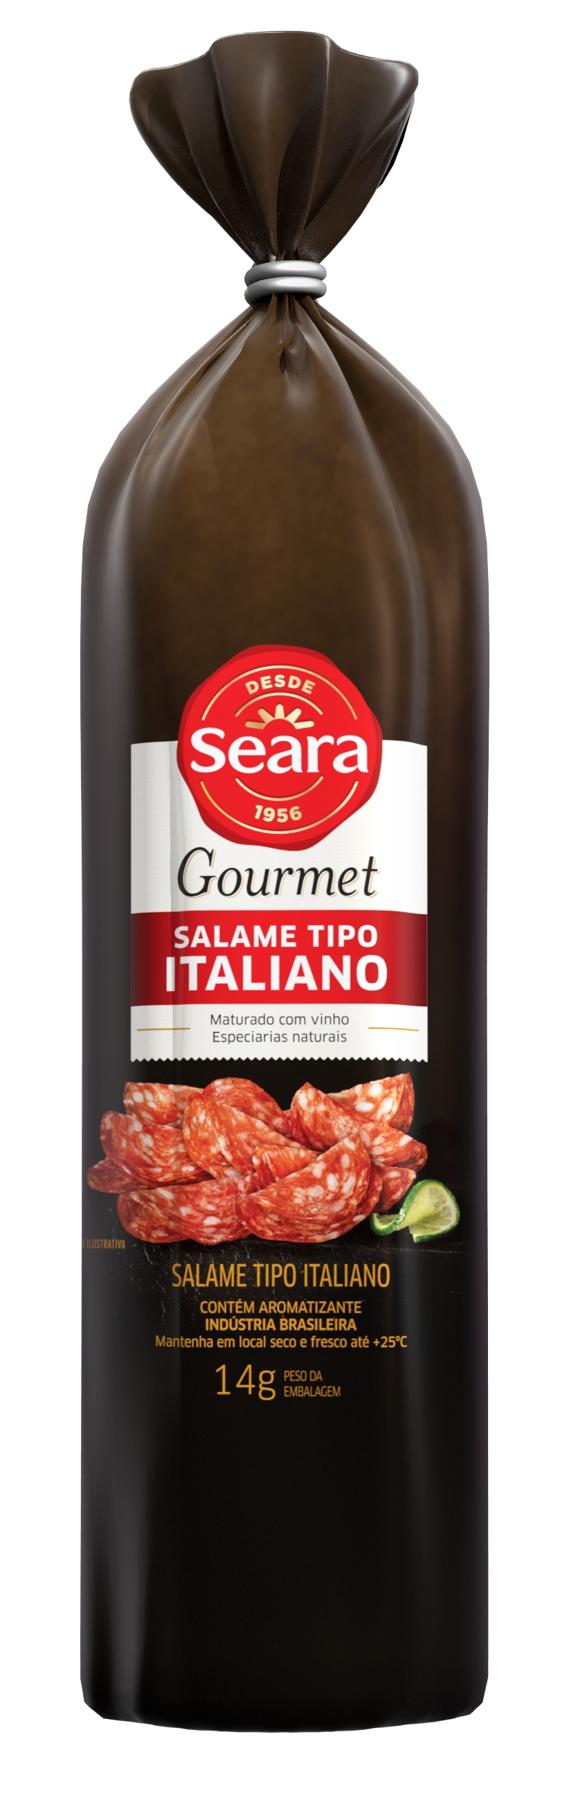 DESDE
Seara
1956
Gourmet
SALAME TIPO
ITALIANO
Maturado com vinho
Especiarias naturais
ILUSTRATIVA
SALAME TIPO ITALIANO
CONTÉM AROMATIZANTE
INDÚSTRIA BRASILEIRA
Mantenha em local seco e fresco até +25°C
14g PESO DA
EMBALAGEM